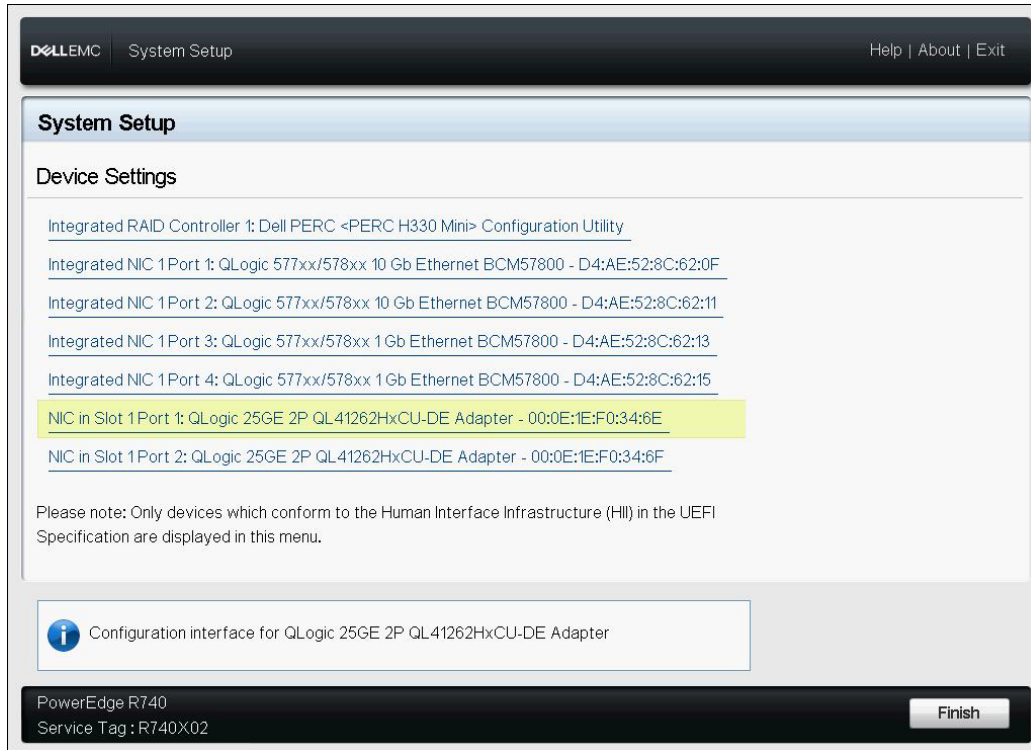 DELLEMC System Setup Help | About | Exit
System Setup
Device Settings
Integrated RAID Controller 1: Dell PERC <PERC H330 Mini> Configuration Utility
Integrated NIC 1 Port 1: QLogic 577xx/578xx 10 Gb Ethernet BCM57800 - D4:AE:52:8C:62:0F
Integrated NIC 1 Port 2: QLogic 577xx/578xx 10 Gb Ethernet BCM57800 - D4:AE:52:8C:62:11
Integrated NIC 1 Port 3: QLogic 577xx/578xx 1 Gb Ethernet BCM57800 - D4:AE:52:8C:62:13
Integrated NIC 1 Port 4: QLogic 577xx/578xx 1 Gb Ethernet BCM57800 - D4:AE:52:8C:62:15
NIC in Slot 1 Port 1: QLogic 25GE 2P QL41262HxCU-DE Adapter - 00:0E:1E:F0:34:6E
NIC in Slot 1 Port 2: QLogic 25GE 2P QL41262HxCU-DE Adapter - 00:0E:1E:F0:34:6F
Please note: Only devices which conform to the Human Interface Infrastructure (HII) in the UEFI
Specification are displayed in this menu.
Configuration interface for QLogic 25GE 2P QL41262HxCU-DE Adapter
PowerEdge R740
Service Tag : R740X02
Finish